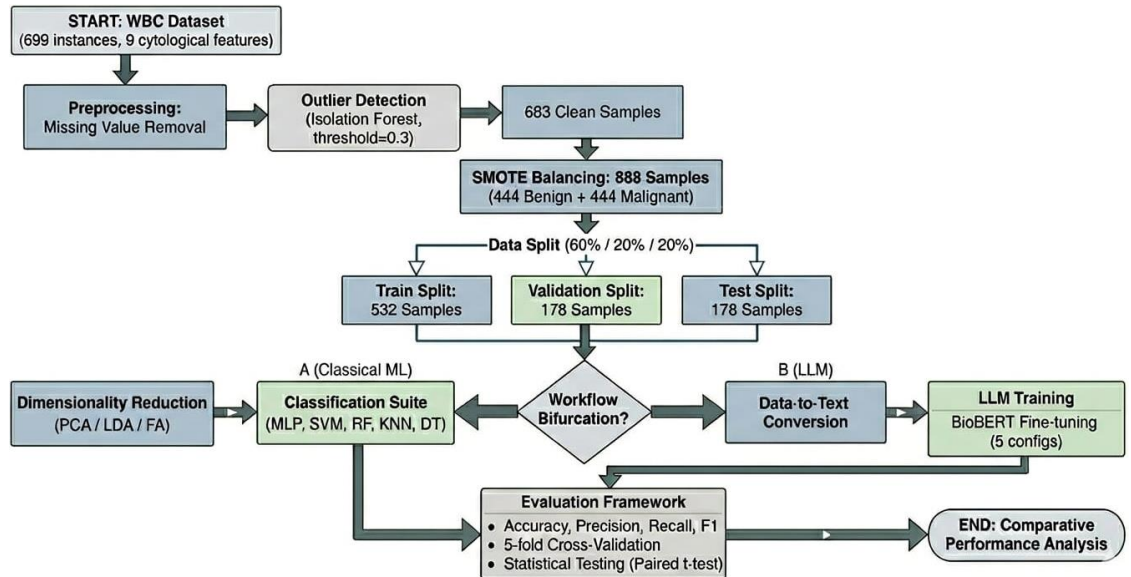 START: WBC Dataset
(699 instances, 9 cytological features)
Preprocessing:
Missing Value Removal
Outlier Detection
(Isolation Forest,
threshold=0.3)
683 Clean Samples
SMOTE Balancing: 888 Samples
(444 Benign + 444 Malignant)
Data Split (60% / 20% / 20%)
Train Split:
532 Samples
Validation Split:
178 Samples
Test Split:
178 Samples
A (Classical ML)
B (LLM)
Dimensionality Reduction
(PCA / LDA / FA)
Classification Suite
(MLP, SVM, RF, KNN, DT)
Workflow
Bifurcation?
Data-to-Text
Conversion
LLM Training
BioBERT Fine-tuning
(5 configs)
Evaluation Framework
• Accuracy, Precision, Recall, F1
• 5-fold Cross-Validation
• Statistical Testing (Paired t-test)
END: Comparative
Performance Analysis